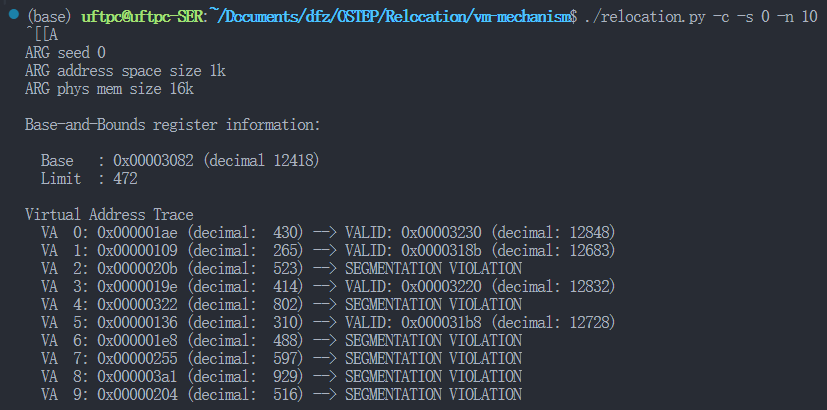 (base) uftpc@uftpc-SER:~/Documents/dfz/OSTEP/Relocation/vm-mechanism$ ./relocation.py -c -s 0 -n 10
^[[A
ARG seed 0
ARG address space size 1k
ARG phys mem size 16k

Base-and-Bounds register information:

  Base   : 0x00003082 (decimal 12418)
  Limit  : 472

Virtual Address Trace
  VA  0: 0x000001ae (decimal:  430) --> VALID: 0x00003230 (decimal: 12848)
  VA  1: 0x00000109 (decimal:  265) --> VALID: 0x0000318b (decimal: 12683)
  VA  2: 0x0000020b (decimal:  523) --> SEGMENTATION VIOLATION
  VA  3: 0x0000019e (decimal:  414) --> VALID: 0x00003220 (decimal: 12832)
  VA  4: 0x00000322 (decimal:  802) --> SEGMENTATION VIOLATION
  VA  5: 0x00000136 (decimal:  310) --> VALID: 0x000031b8 (decimal: 12728)
  VA  6: 0x000001e8 (decimal:  488) --> SEGMENTATION VIOLATION
  VA  7: 0x00000255 (decimal:  597) --> SEGMENTATION VIOLATION
  VA  8: 0x000003a1 (decimal:  929) --> SEGMENTATION VIOLATION
  VA  9: 0x00000204 (decimal:  516) --> SEGMENTATION VIOLATION